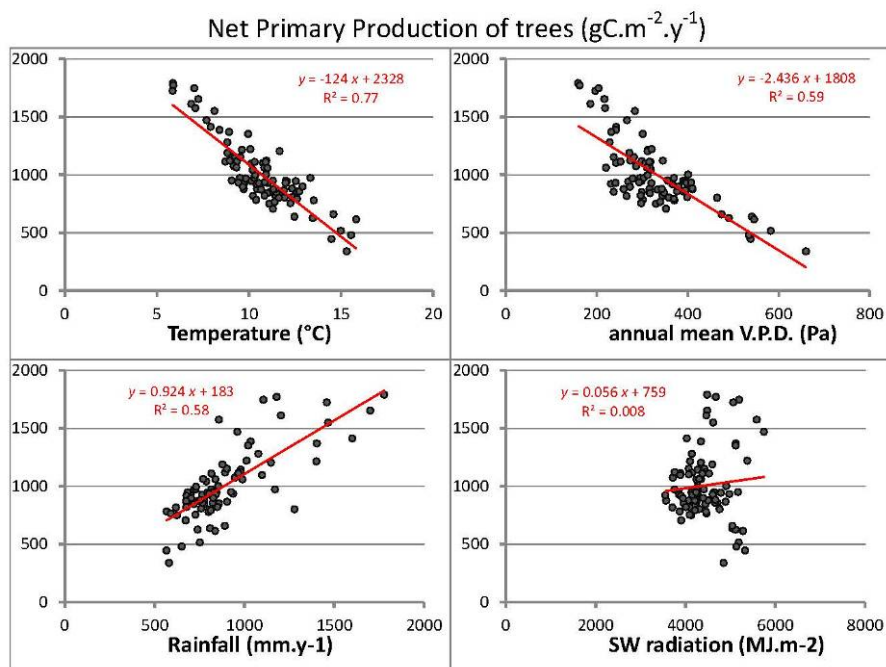 Net Primary Production of trees (gC.m⁻².y⁻¹)
2000
1500
1000
500
0
y = -124 x + 2328
R² = 0.77
0 5 10 15 20
Temperature (°C)
2000
1500
1000
500
0
y = -2.436 x + 1808
R² = 0.59
0 200 400 600 800
annual mean V.P.D. (Pa)
2000
1500
1000
500
0
y = 0.924 x + 183
R² = 0.58
0 500 1000 1500 2000
Rainfall (mm.y-1)
2000
1500
1000
500
0
y = 0.056 x + 759
R² = 0.008
0 2000 4000 6000 8000
SW radiation (MJ.m-2)